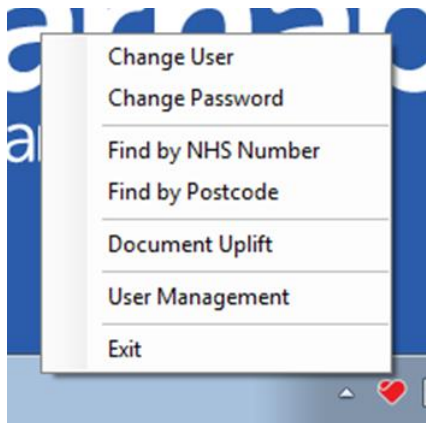 Change User
Change Password
Find by NHS Number
Find by Postcode
Document Uplift
User Management
Exit